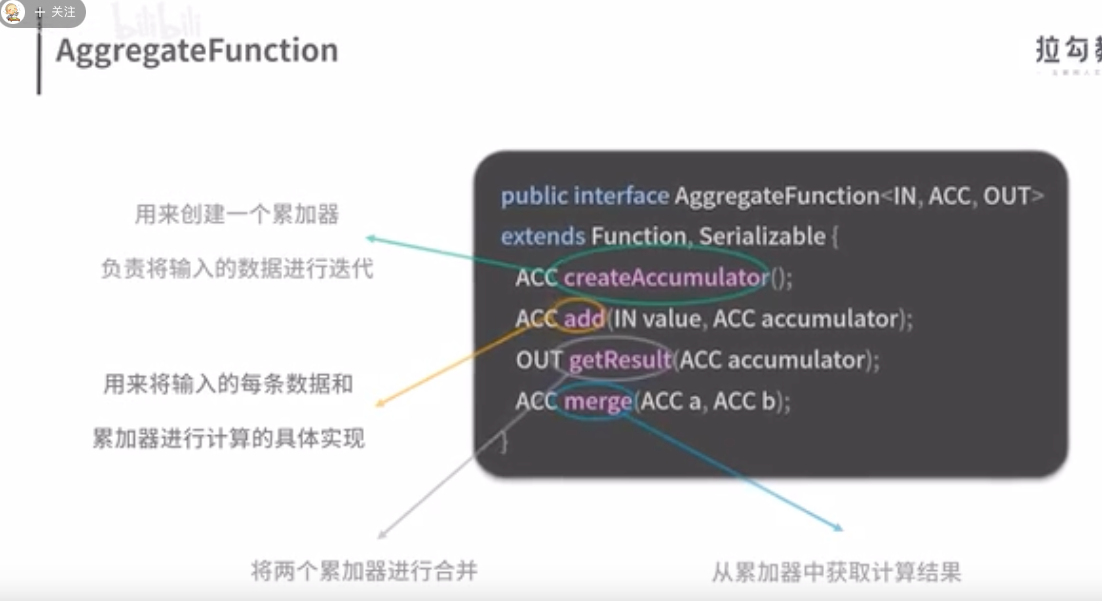 + 关注
bilibili
AggregateFunction
拉勾
public interface AggregateFunction<IN, ACC, OUT>
extends Function, Serializable {
ACC createAccumulator();
ACC add(IN value, ACC accumulator);
OUT getResult(ACC accumulator);
ACC merge(ACC a, ACC b);
}
用来创建一个累加器
负责将输入的数据进行迭代
用来将输入的每条数据和
累加器进行计算的具体实现
将两个累加器进行合并
从累加器中获取计算结果